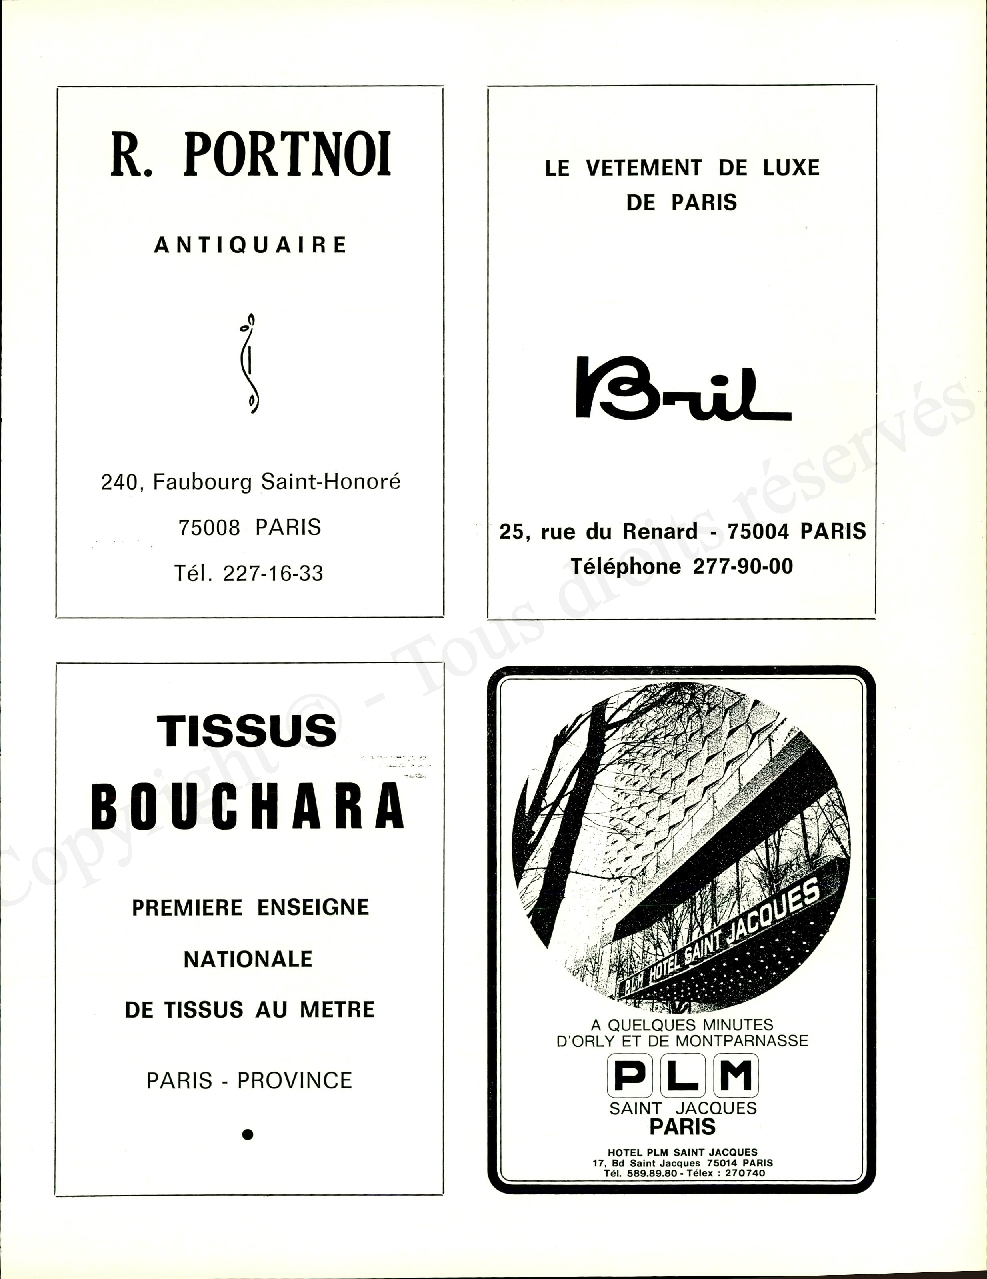 R. PORTNOI
ANTIQUAIRE
240, Faubourg Saint-Honoré
75008 PARIS
Tél. 227-16-33
LE VETEMENT DE LUXE
DE PARIS
Bril
25, rue du Renard - 75004 PARIS
Téléphone 277-90-00
TISSUS
BOUCHARA
PREMIERE ENSEIGNE
NATIONALE
DE TISSUS AU METRE
PARIS - PROVINCE
PLM HOTEL SAINT JACQUES
A QUELQUES MINUTES
D'ORLY ET DE MONTPARNASSE
PLM
SAINT JACQUES
PARIS
HOTEL PLM SAINT JACQUES
17, Bd Saint Jacques 75014 PARIS
Tél. 589.89.80 - Télex : 270740
Copyright © - Tous droits réservés.